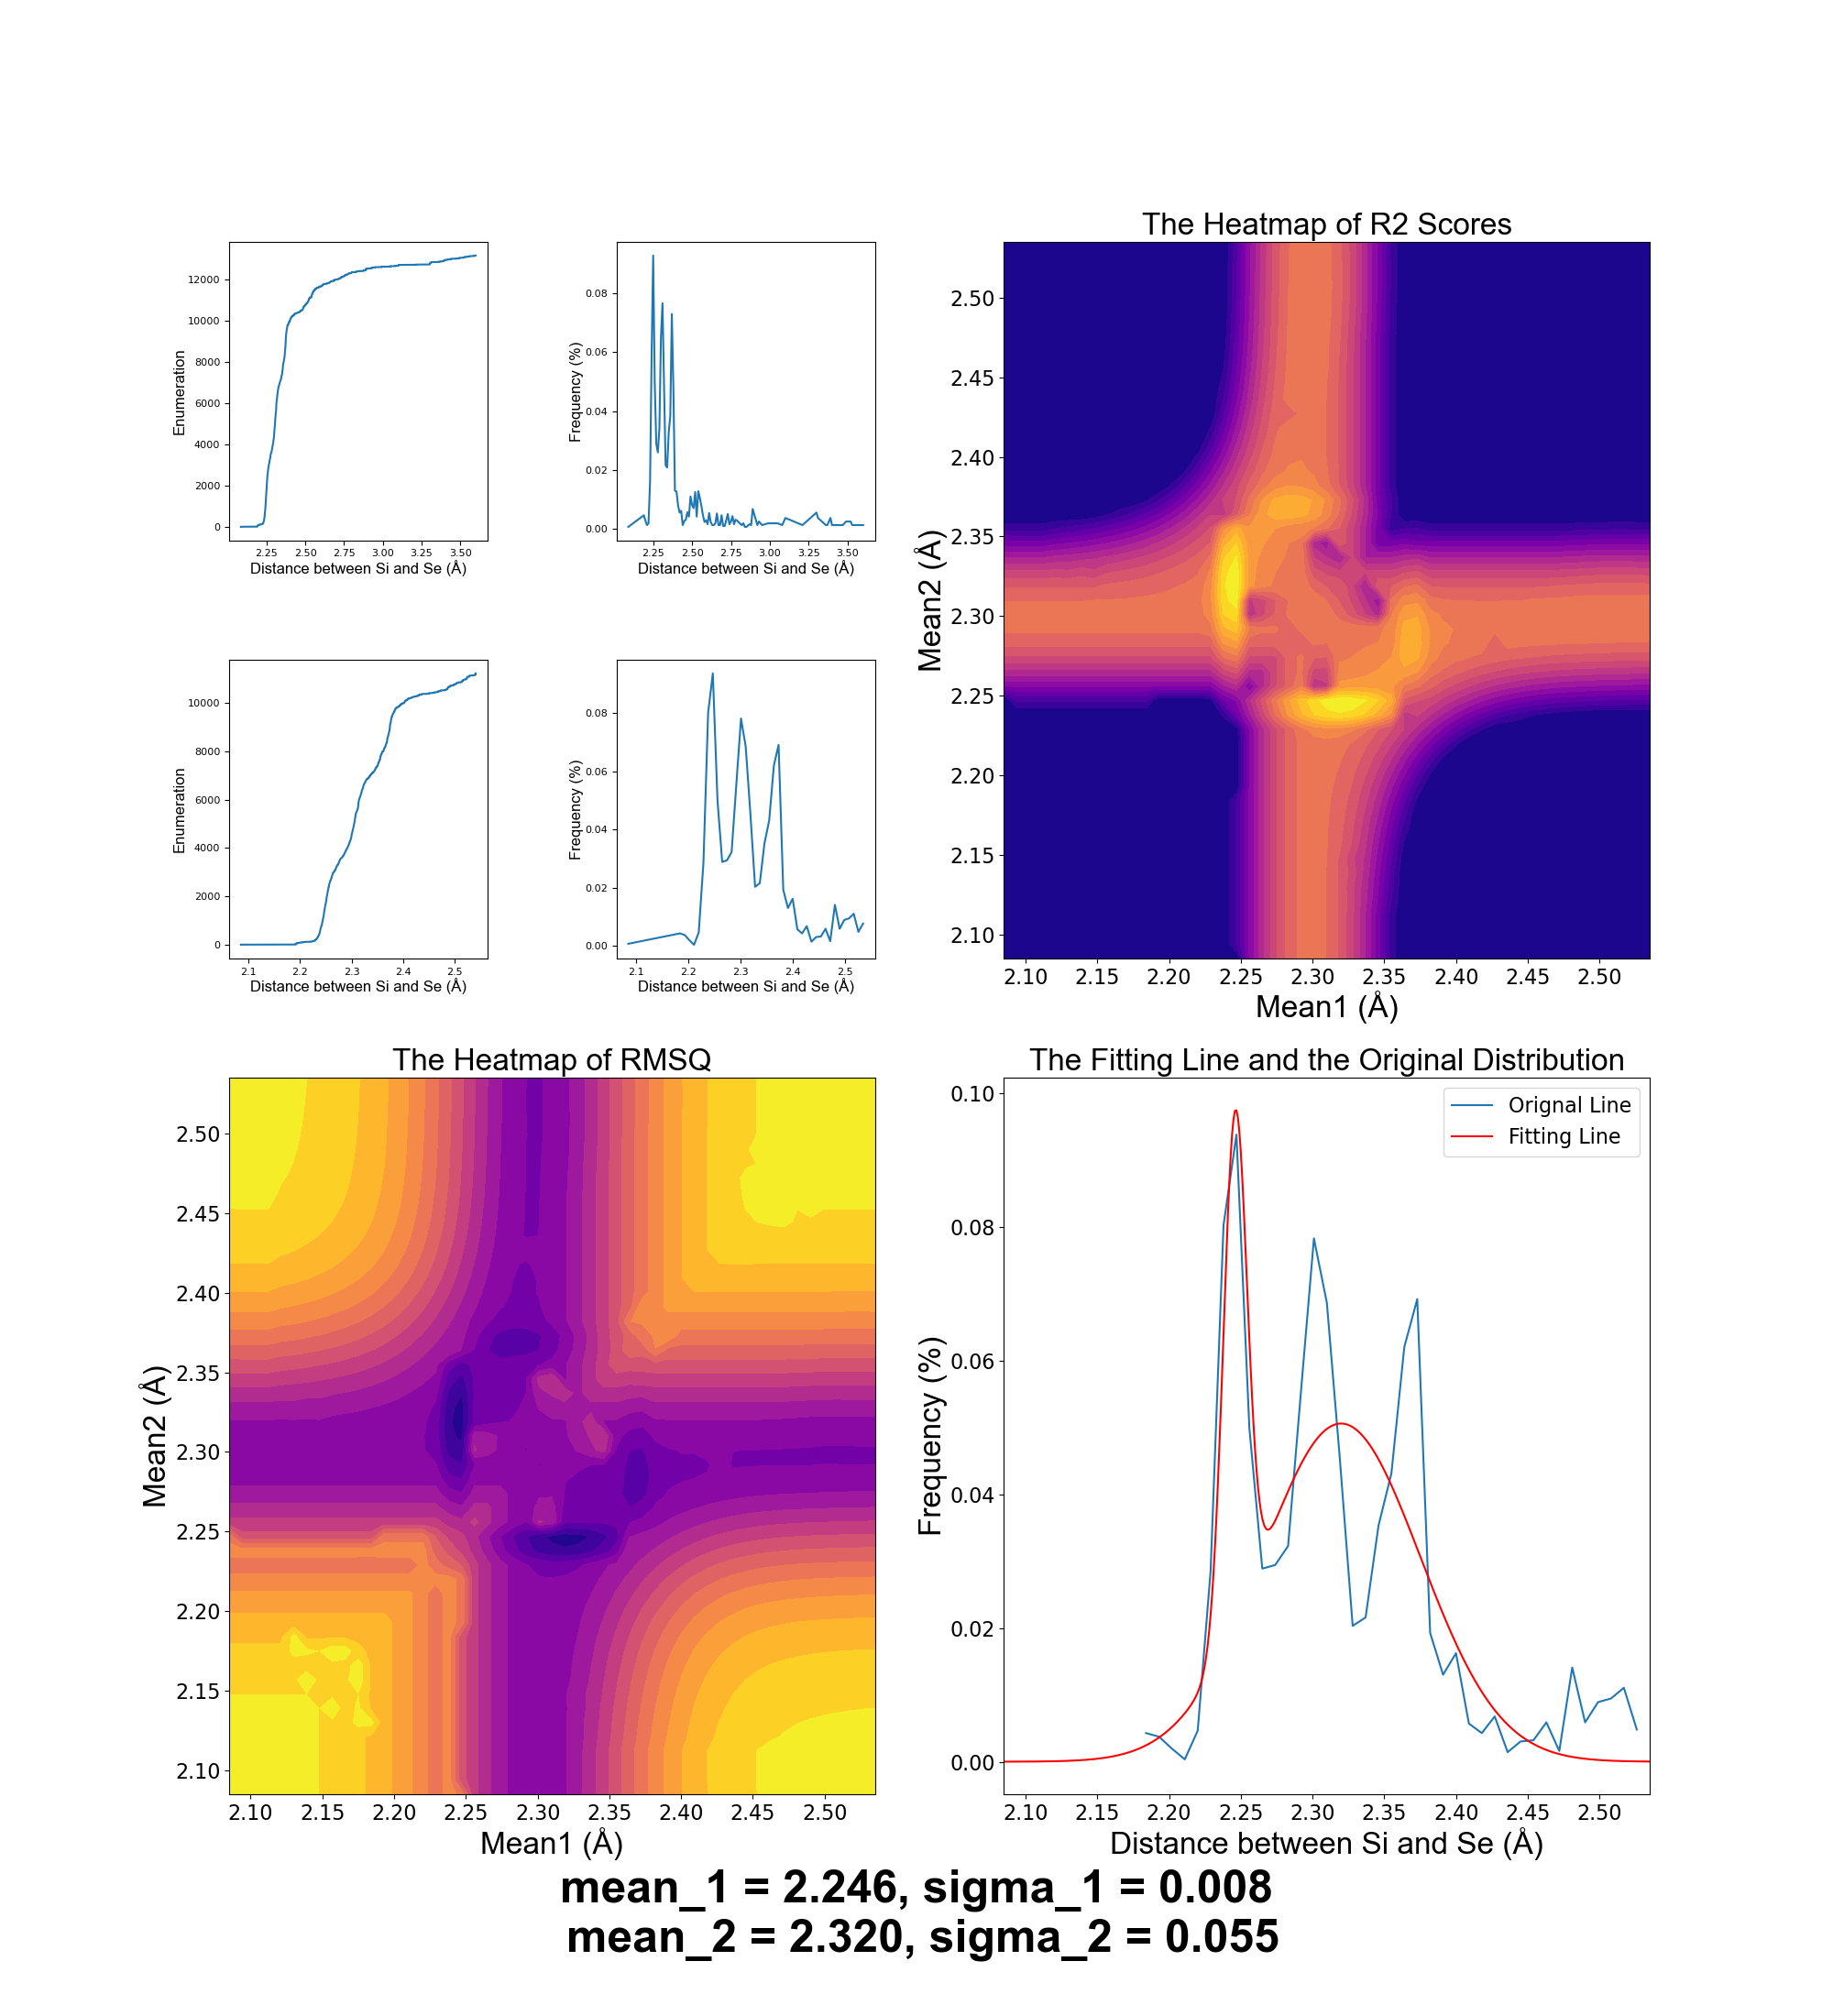 The Heatmap of R2 Scores
12000
10000
8000
6000
4000
2000
0
Enumeration
2.25 2.50 2.75 3.00 3.25 3.50
Distance between Si and Se (Å)
0.08
0.06
0.04
0.02
0.00
Frequency (%)
2.25 2.50 2.75 3.00 3.25 3.50
Distance between Si and Se (Å)
2.50
2.45
2.40
2.35
2.30
2.25
2.20
2.15
2.10
Mean2 (Å)
2.10 2.15 2.20 2.25 2.30 2.35 2.40 2.45 2.50
Mean1 (Å)
10000
8000
6000
4000
2000
0
Enumeration
2.1 2.2 2.3 2.4 2.5
Distance between Si and Se (Å)
0.08
0.06
0.04
0.02
0.00
Frequency (%)
2.1 2.2 2.3 2.4 2.5
Distance between Si and Se (Å)
The Heatmap of RMSQ
2.50
2.45
2.40
2.35
2.30
2.25
2.20
2.15
2.10
Mean2 (Å)
2.10 2.15 2.20 2.25 2.30 2.35 2.40 2.45 2.50
Mean1 (Å)
The Fitting Line and the Original Distribution
Orignal Line
Fitting Line
0.10
0.08
0.06
0.04
0.02
0.00
Frequency (%)
2.10 2.15 2.20 2.25 2.30 2.35 2.40 2.45 2.50
Distance between Si and Se (Å)
mean_1 = 2.246, sigma_1 = 0.008
mean_2 = 2.320, sigma_2 = 0.055